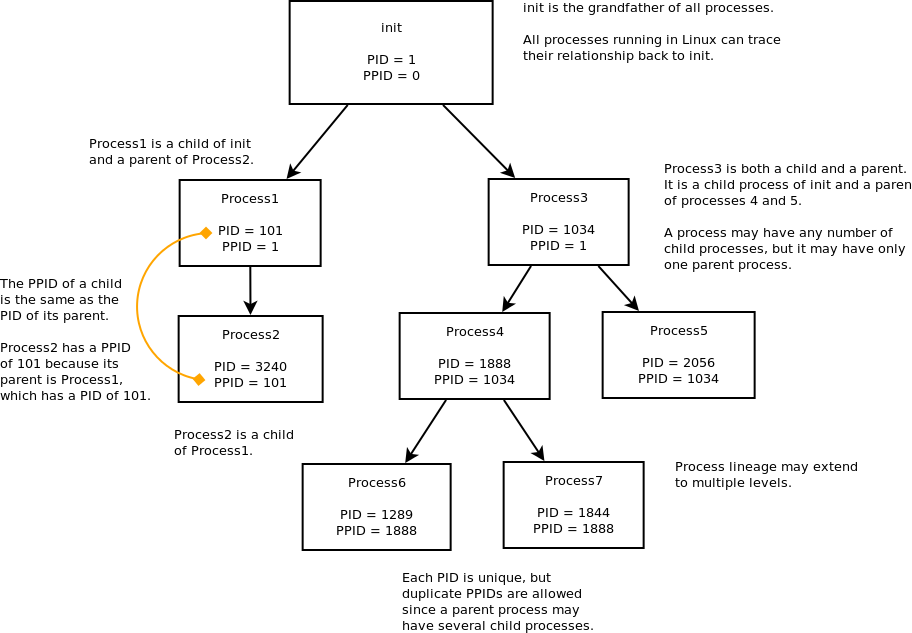 init is the grandfather of all processes.
All processes running in Linux can trace
their relationship back to init.
init
PID = 1
PPID = 0
Process1 is a child of init
and a parent of Process2.
Process1
PID = 101
PPID = 1
Process3
PID = 1034
PPID = 1
Process3 is both a child and a parent.
It is a child process of init and a paren
of processes 4 and 5.
A process may have any number of
child processes, but it may have only
one parent process.
The PPID of a child
is the same as the
PID of its parent.
Process2 has a PPID
of 101 because its
parent is Process1,
which has a PID of 101.
Process2
PID = 3240
PPID = 101
Process4
PID = 1888
PPID = 1034
Process5
PID = 2056
PPID = 1034
Process2 is a child
of Process1.
Process6
PID = 1289
PPID = 1888
Process7
PID = 1844
PPID = 1888
Process lineage may extend
to multiple levels.
Each PID is unique, but
duplicate PPIDs are allowed
since a parent process may
have several child processes.